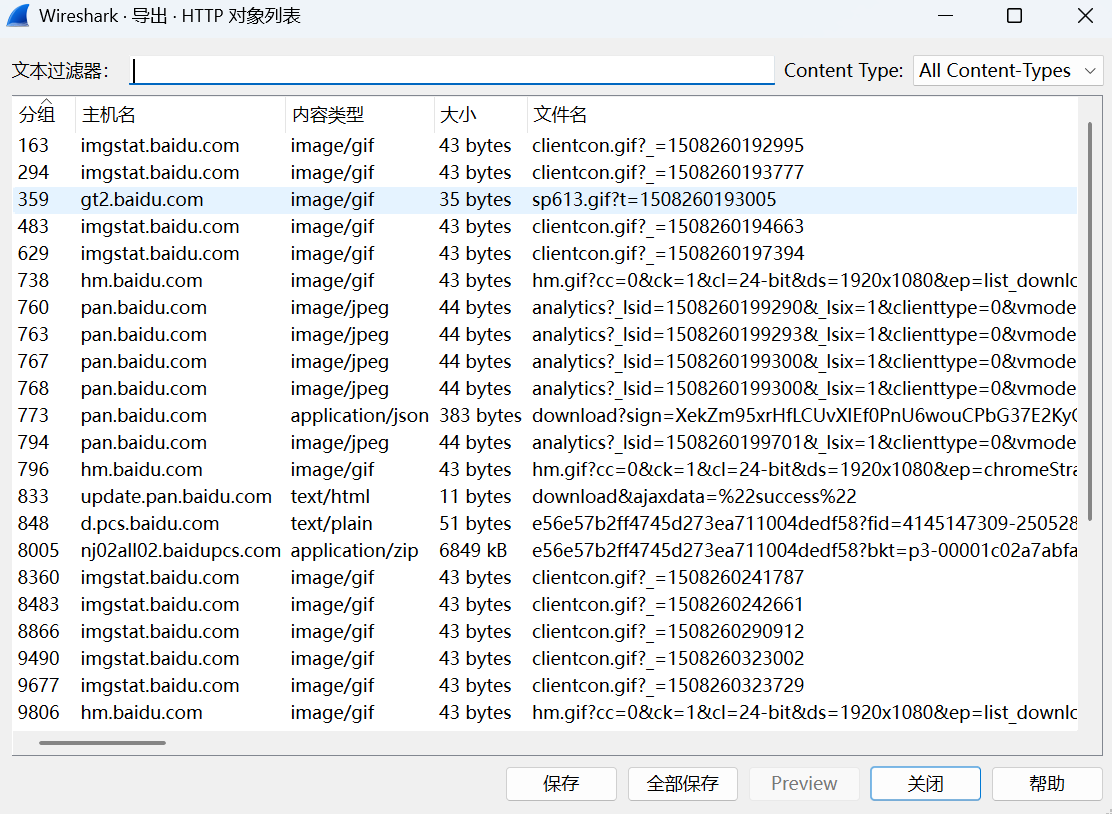 Wireshark · 导出 · HTTP 对象列表
文本过滤器: Content Type: All Content-Types
分组 主机名 内容类型 大小 文件名
163 imgstat.baidu.com image/gif 43 bytes clientcon.gif?_=1508260192995
294 imgstat.baidu.com image/gif 43 bytes clientcon.gif?_=1508260193777
359 gt2.baidu.com image/gif 35 bytes sp613.gif?t=1508260193005
483 imgstat.baidu.com image/gif 43 bytes clientcon.gif?_=1508260194663
629 imgstat.baidu.com image/gif 43 bytes clientcon.gif?_=1508260197394
738 hm.baidu.com image/gif 43 bytes hm.gif?cc=0&ck=1&cl=24-bit&ds=1920x1080&ep=list_downlo
760 pan.baidu.com image/jpeg 44 bytes analytics?_lsid=1508260199290&_lsix=1&clienttype=0&vmode
763 pan.baidu.com image/jpeg 44 bytes analytics?_lsid=1508260199293&_lsix=1&clienttype=0&vmode
767 pan.baidu.com image/jpeg 44 bytes analytics?_lsid=1508260199300&_lsix=1&clienttype=0&vmode
768 pan.baidu.com image/jpeg 44 bytes analytics?_lsid=1508260199300&_lsix=1&clienttype=0&vmode
773 pan.baidu.com application/json 383 bytes download?sign=XekZm95xrHfLCUvXIEf0PnU6wouCPbG37E2Ky
794 pan.baidu.com image/jpeg 44 bytes analytics?_lsid=1508260199701&_lsix=1&clienttype=0&vmode
796 hm.baidu.com image/gif 43 bytes hm.gif?cc=0&ck=1&cl=24-bit&ds=1920x1080&ep=chromeStra
833 update.pan.baidu.com text/html 11 bytes download&ajaxdata=%22success%22
848 d.pcs.baidu.com text/plain 51 bytes e56e57b2ff4745d273ea711004dedf58?fid=4145147309-250528
8005 nj02all02.baidupcs.com application/zip 6849 kB e56e57b2ff4745d273ea711004dedf58?bkt=p3-00001c02a7abfa
8360 imgstat.baidu.com image/gif 43 bytes clientcon.gif?_=1508260241787
8483 imgstat.baidu.com image/gif 43 bytes clientcon.gif?_=1508260242661
8866 imgstat.baidu.com image/gif 43 bytes clientcon.gif?_=1508260290912
9490 imgstat.baidu.com image/gif 43 bytes clientcon.gif?_=1508260323002
9677 imgstat.baidu.com image/gif 43 bytes clientcon.gif?_=1508260323729
9806 hm.baidu.com image/gif 43 bytes hm.gif?cc=0&ck=1&cl=24-bit&ds=1920x1080&ep=list_downlo
保存 全部保存 Preview 关闭 帮助